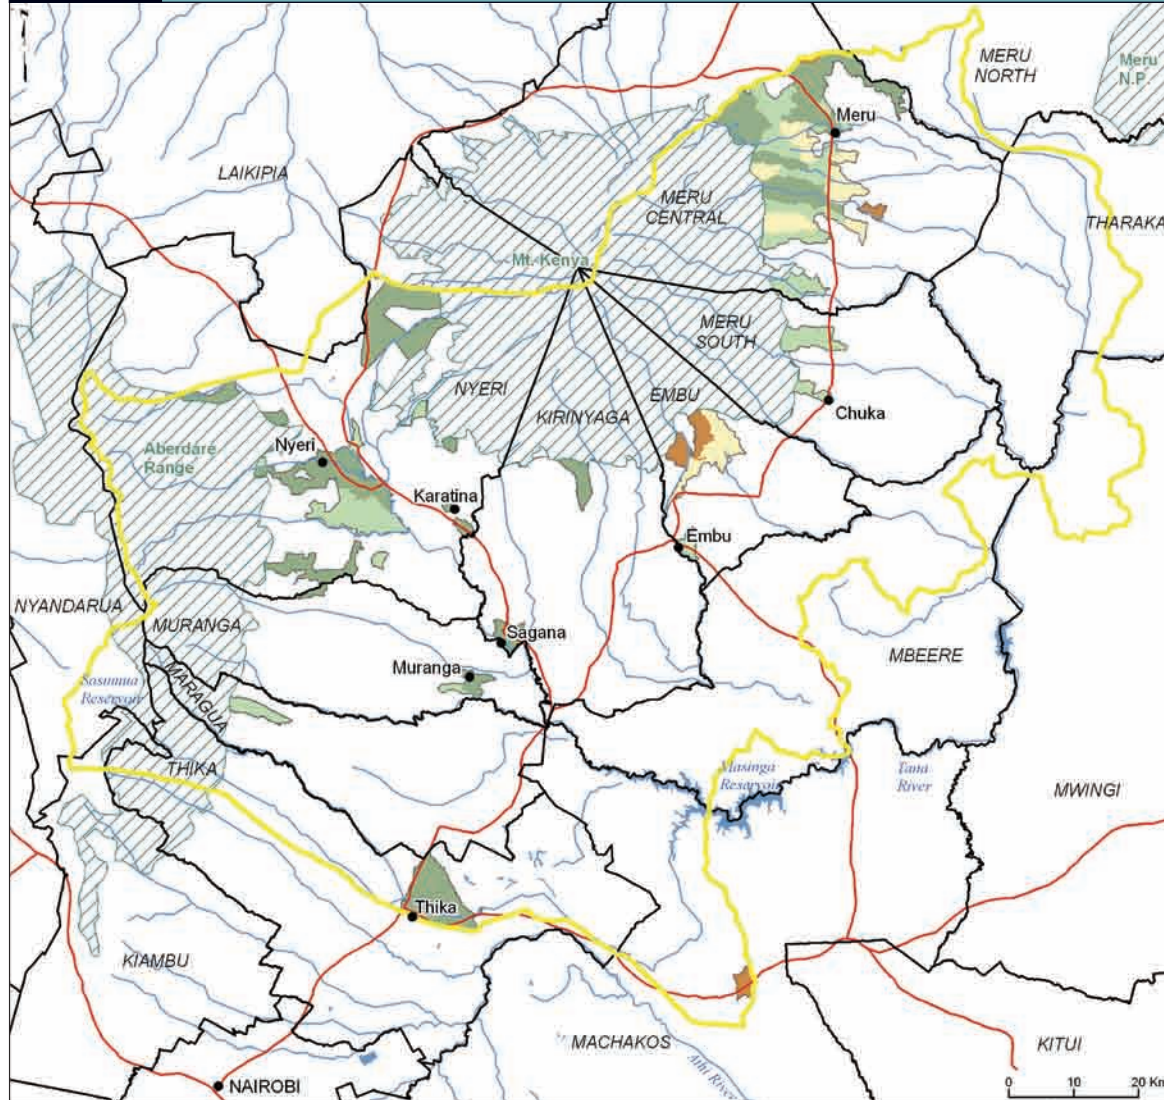 MERU
NORTH
Meru
N.P.
Meru
LAIKIPIA
MERU
CENTRAL
THARAKA
Mt. Kenya
MERU
SOUTH
NYERI
EMBU
KIRINYAGA
Chuka
Aberdare
Range
Nyeri
Karatina
Embu
NYANDARUA
MURANGA
Sagana
MBEERE
Muranga
Sasumua
Reservoir
MARAGUA
THIKA
Masinga
Reservoir
Tana
River
MWINGI
Thika
KIAMBU
MACHAKOS
KITUI
Athi River
NAIROBI
0 10 20 Km